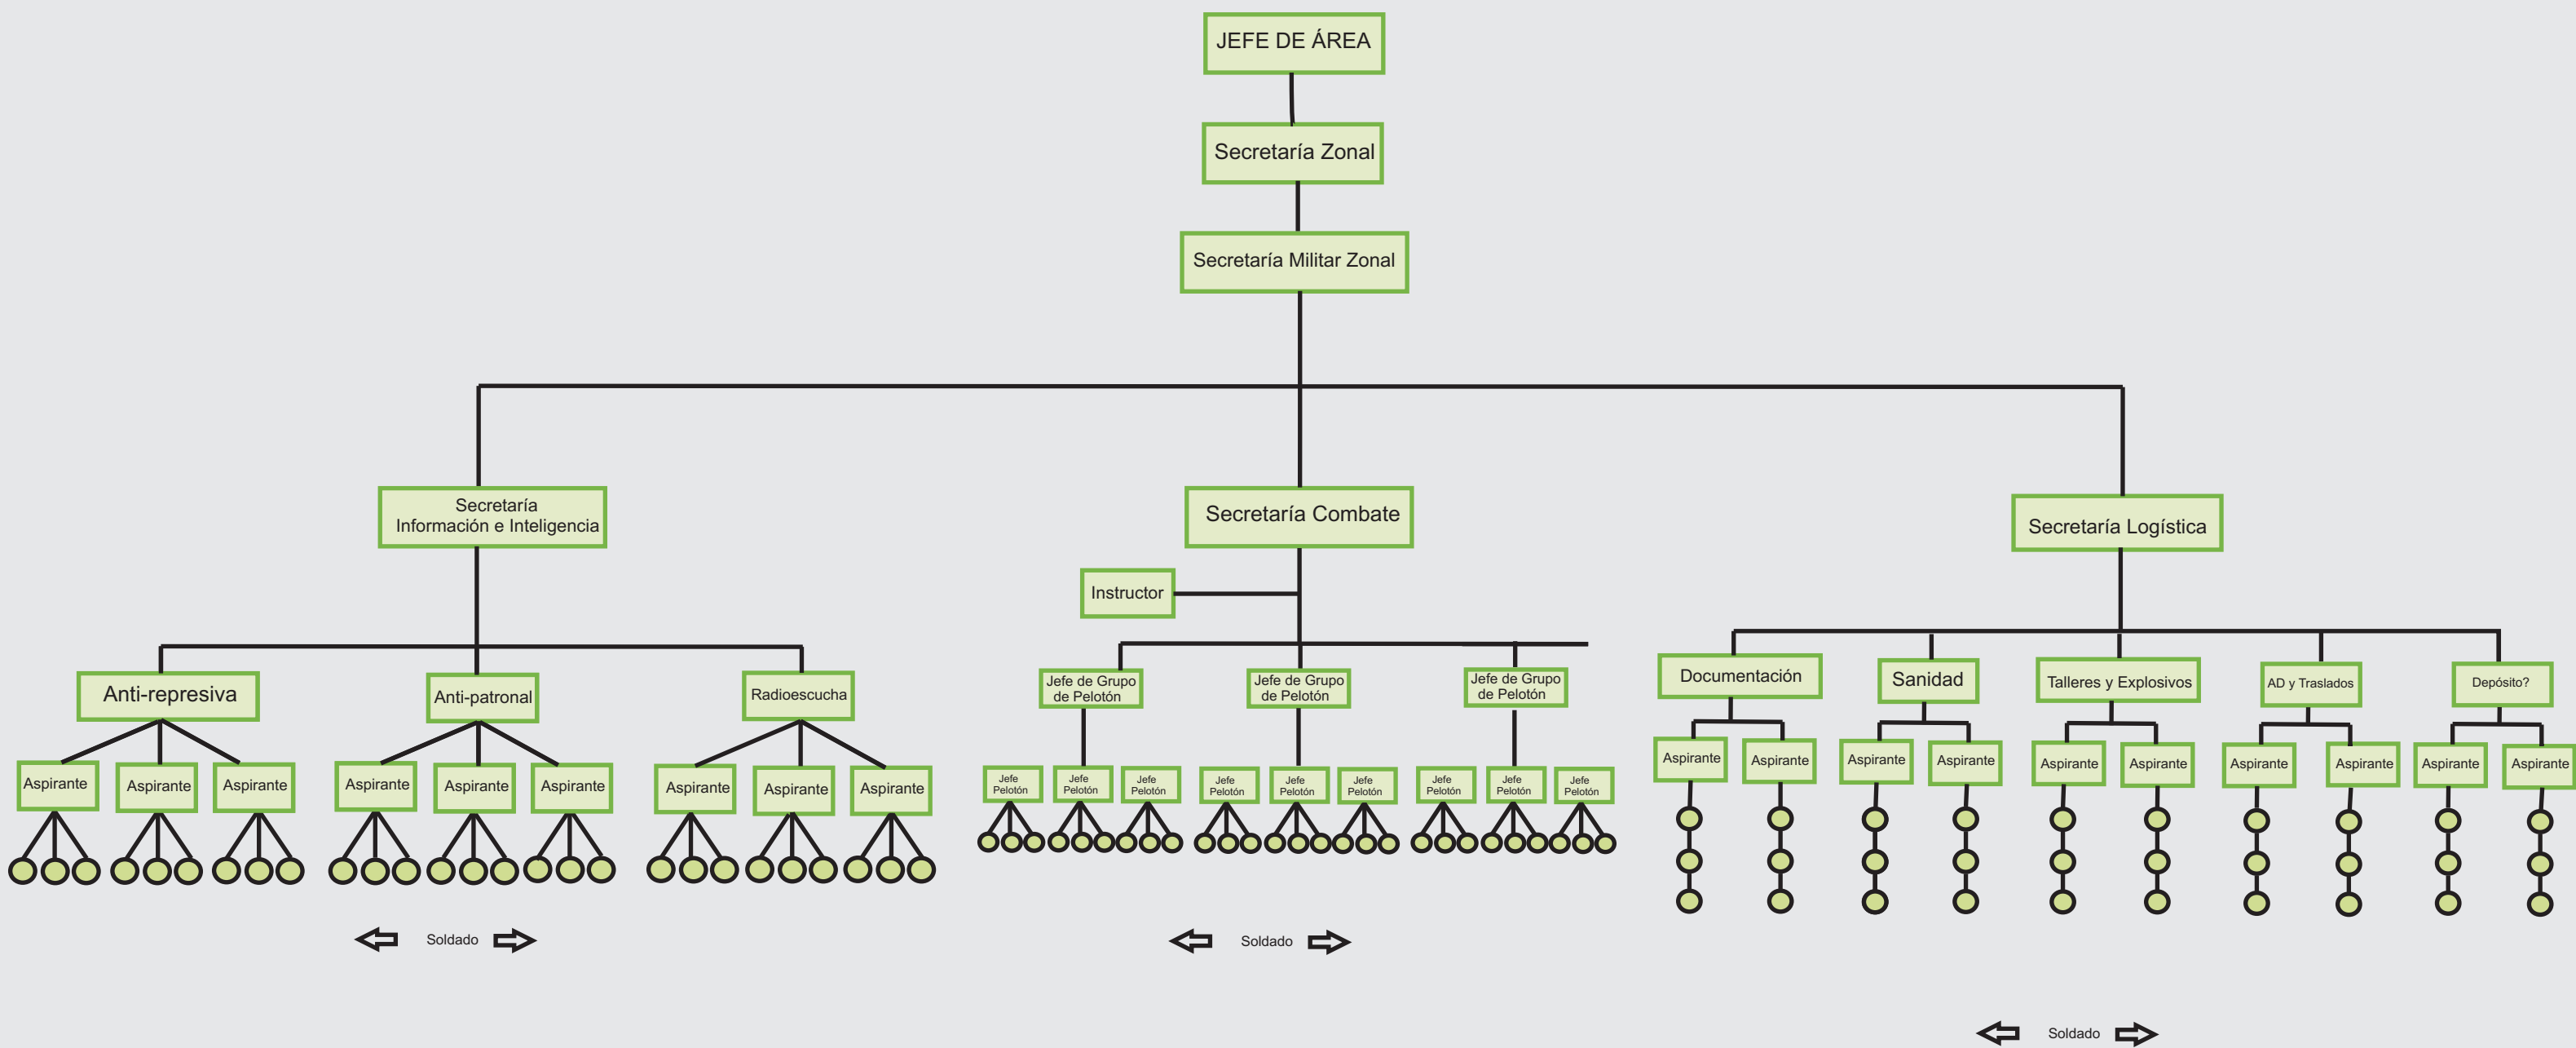 JEFE DE ÁREA
Secretaría Zonal
Secretaría Militar Zonal
Secretaría
Información e Inteligencia
Secretaría Combate
Secretaría Logística
Instructor
Anti-represiva
Anti-patronal
Radioescucha
Jefe de Grupo
de Pelotón
Jefe de Grupo
de Pelotón
Jefe de Grupo
de Pelotón
Documentación
Sanidad
Talleres y Explosivos
AD y Traslados
Depósito?
Aspirante
Aspirante
Aspirante
Aspirante
Aspirante
Aspirante
Aspirante
Aspirante
Aspirante
Jefe
Pelotón
Jefe
Pelotón
Jefe
Pelotón
Jefe
Pelotón
Jefe
Pelotón
Jefe
Pelotón
Jefe
Pelotón
Jefe
Pelotón
Jefe
Pelotón
Aspirante
Aspirante
Aspirante
Aspirante
Aspirante
Aspirante
Aspirante
Aspirante
Aspirante
Aspirante
Soldado
Soldado
Soldado